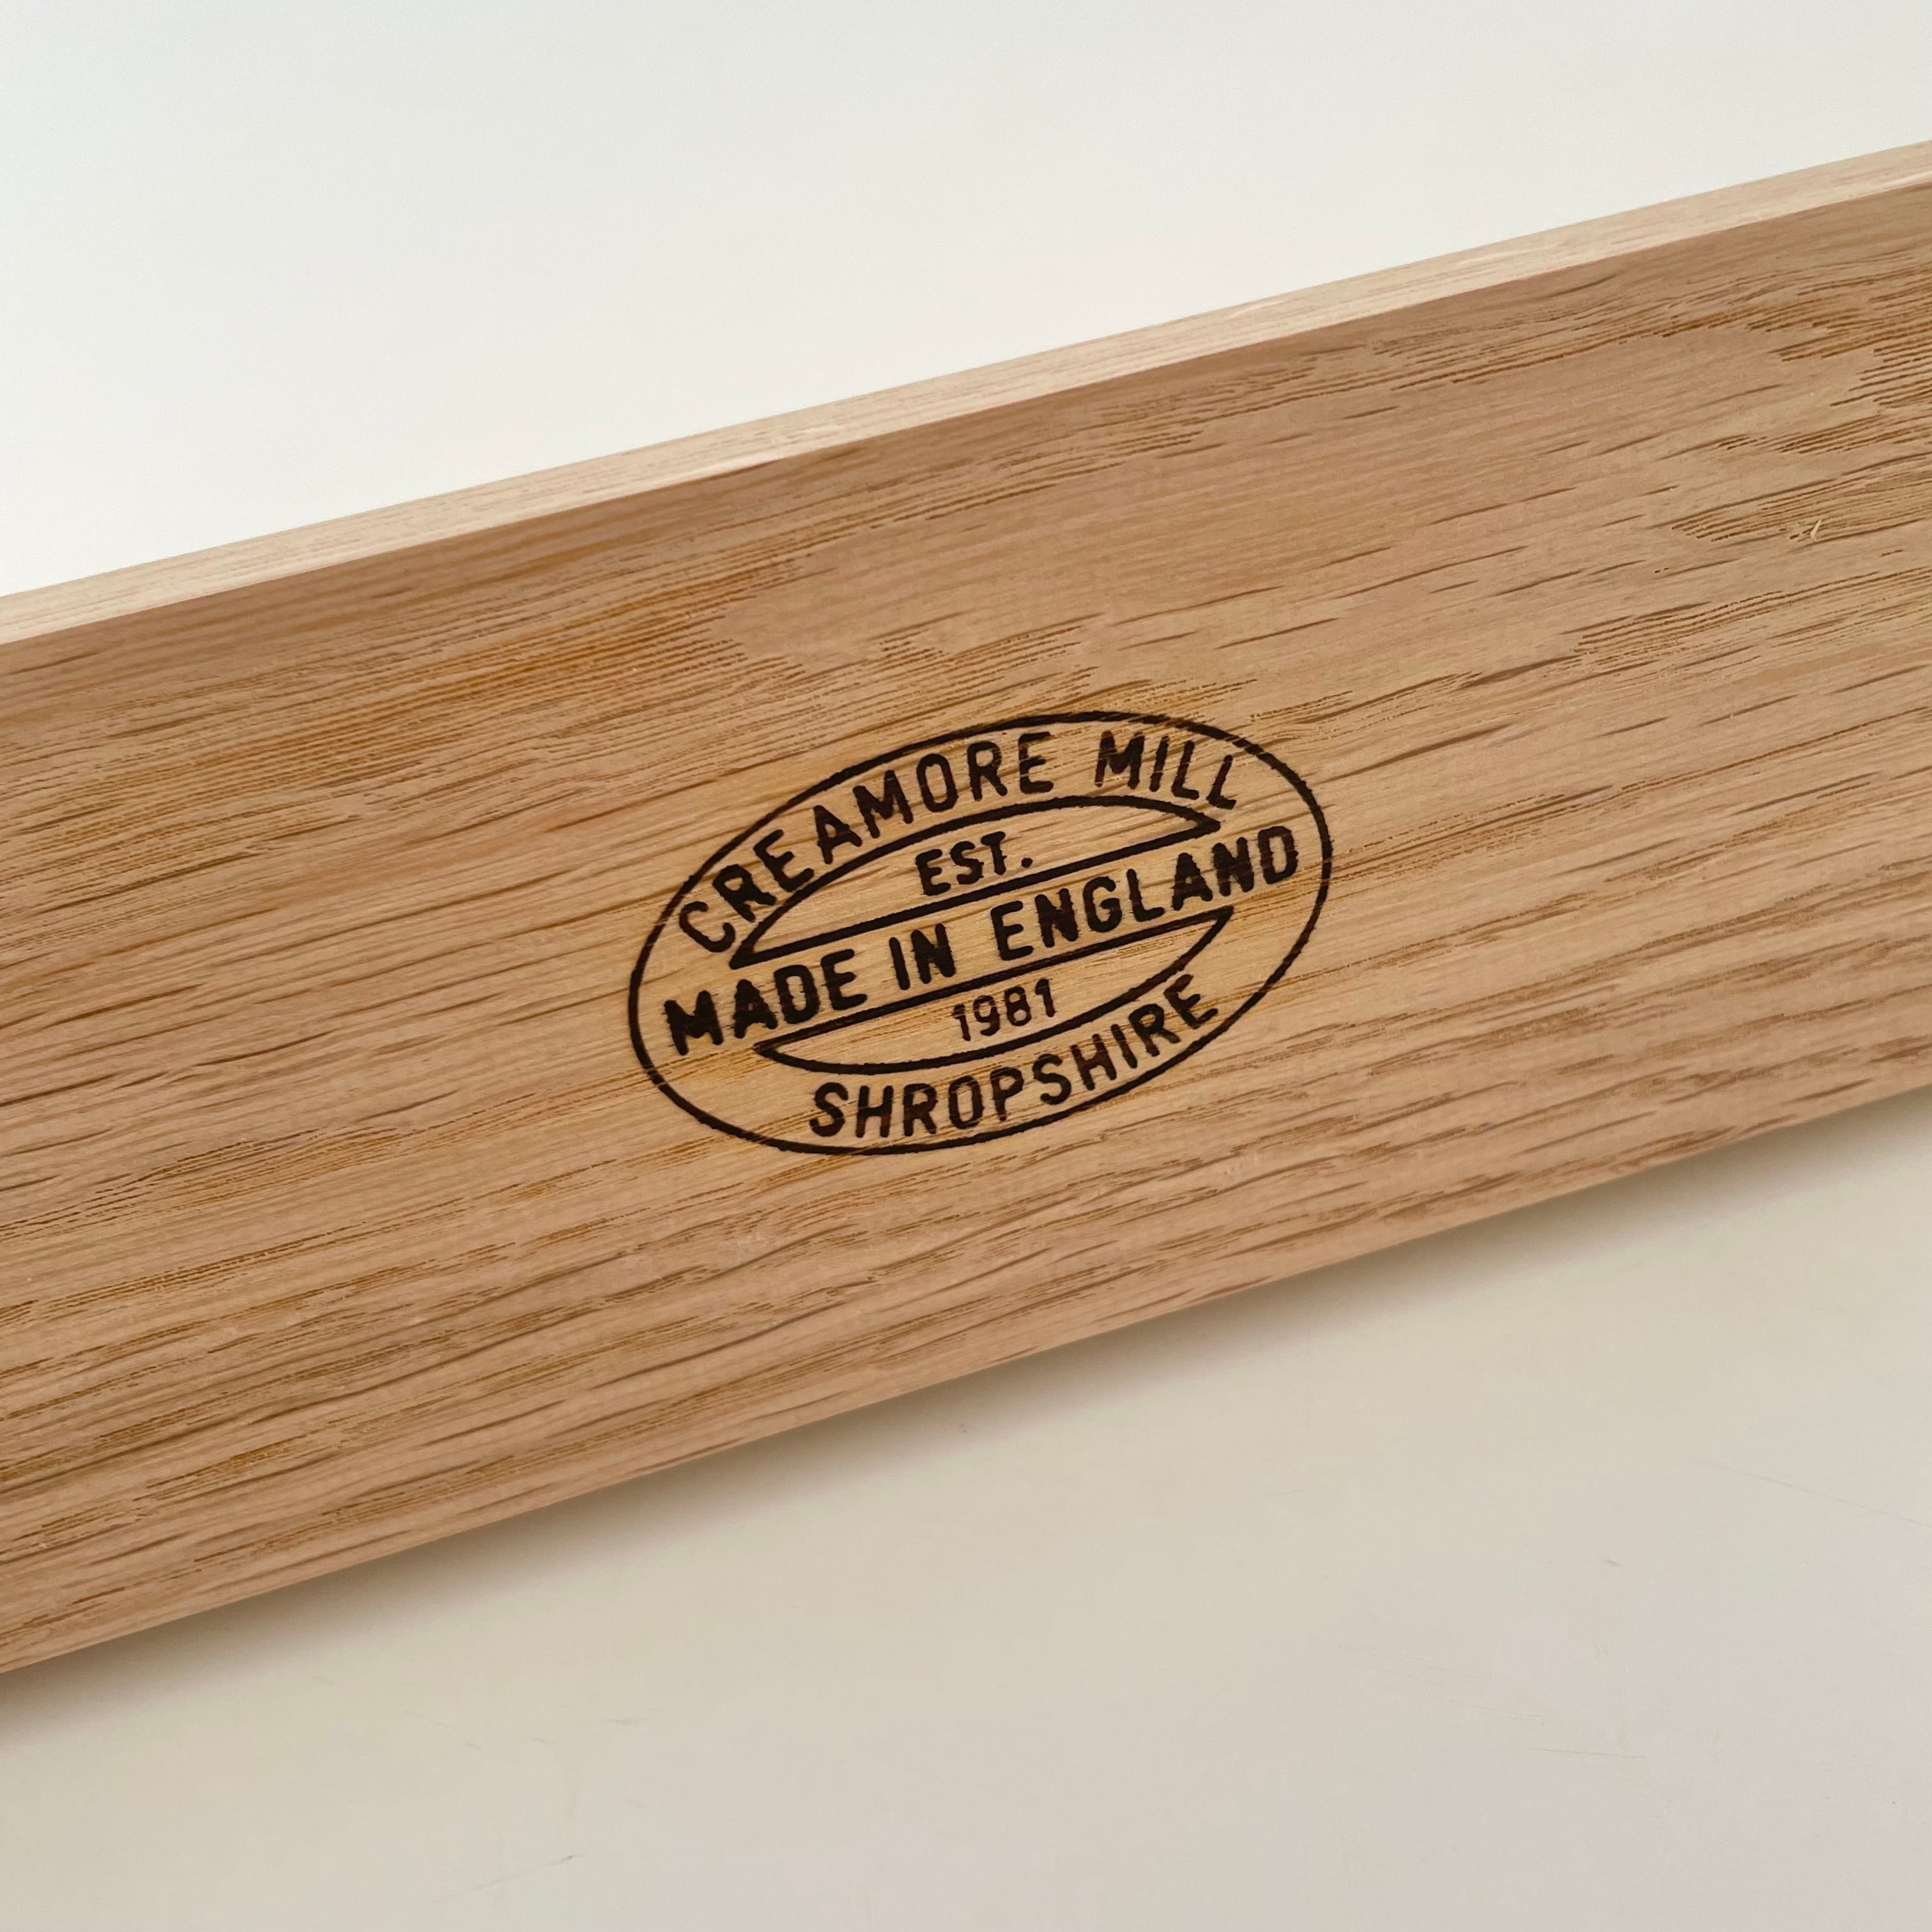 CREAMORE MILL
EST.
MADE IN ENGLAND
1981
SHROPSHIRE